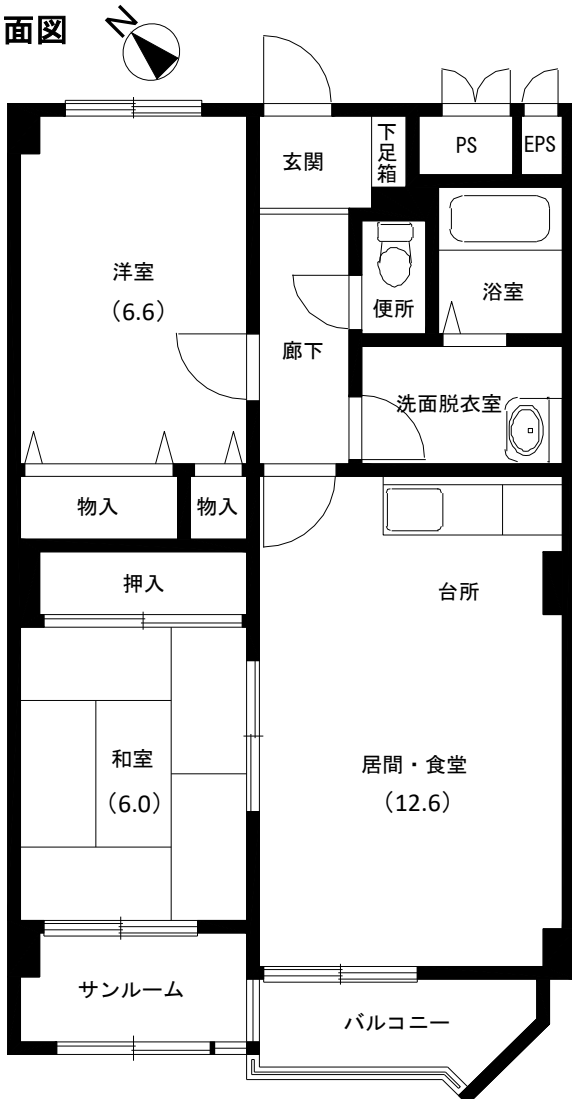 面図
N
玄関
下足箱
PS
EPS
洋室
（6.6）
便所
浴室
廊下
洗面脱衣室
物入
物入
押入
台所
和室
（6.0）
居間・食堂
（12.6）
サンルーム
バルコニー